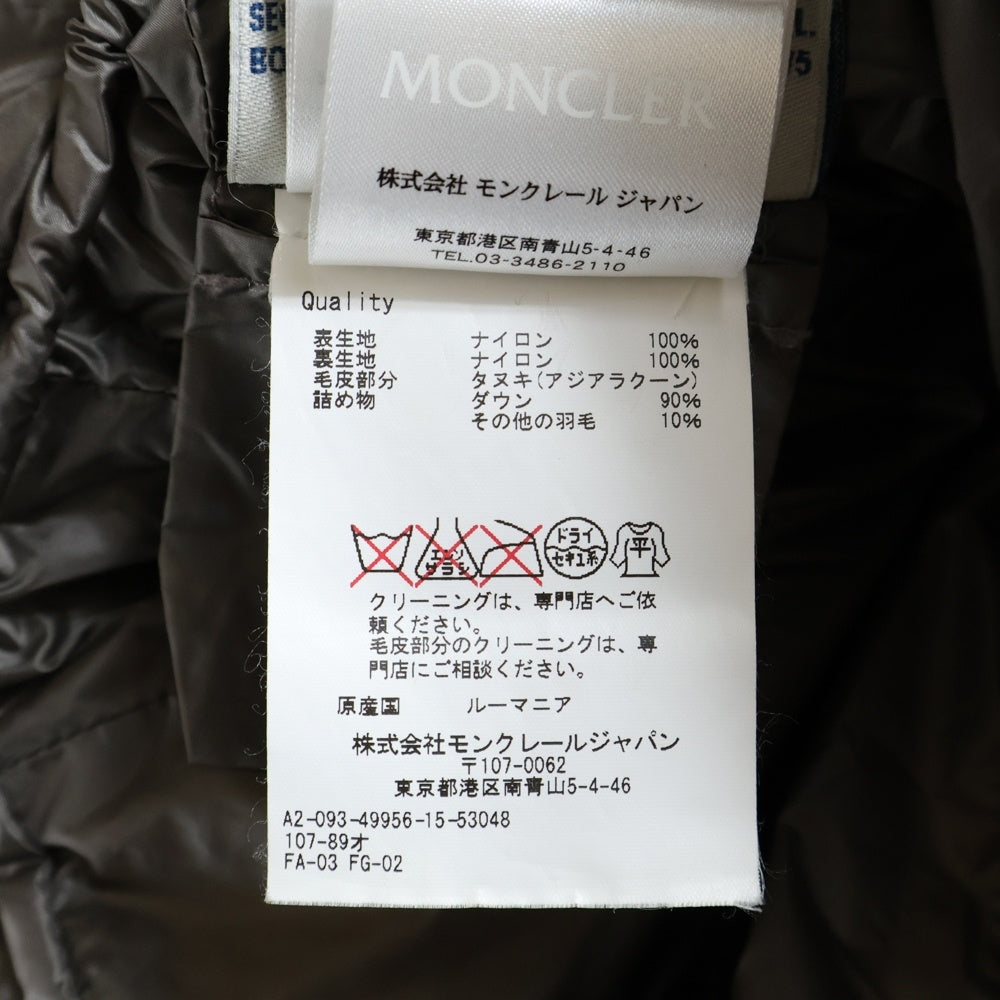 SE
BO
L.
75
MONCLER
株式会社 モンクレール ジャパン
東京都港区南青山5-4-46
TEL.03-3486-2110
Quality
表生地 ナイロン 100%
裏生地 ナイロン 100%
毛皮部分 タヌキ(アジアラクーン)
詰め物 ダウン 90%
その他の羽毛 10%
エンソサラシ ドライ セキユ系 平
クリーニングは、専門店へご依
頼ください。
毛皮部分のクリーニングは、専
門店にご相談ください。
原産国 ルーマニア
株式会社モンクレールジャパン
〒107-0062
東京都港区南青山5-4-46
A2-093-49956-15-53048
107-89オ
FA-03 FG-02